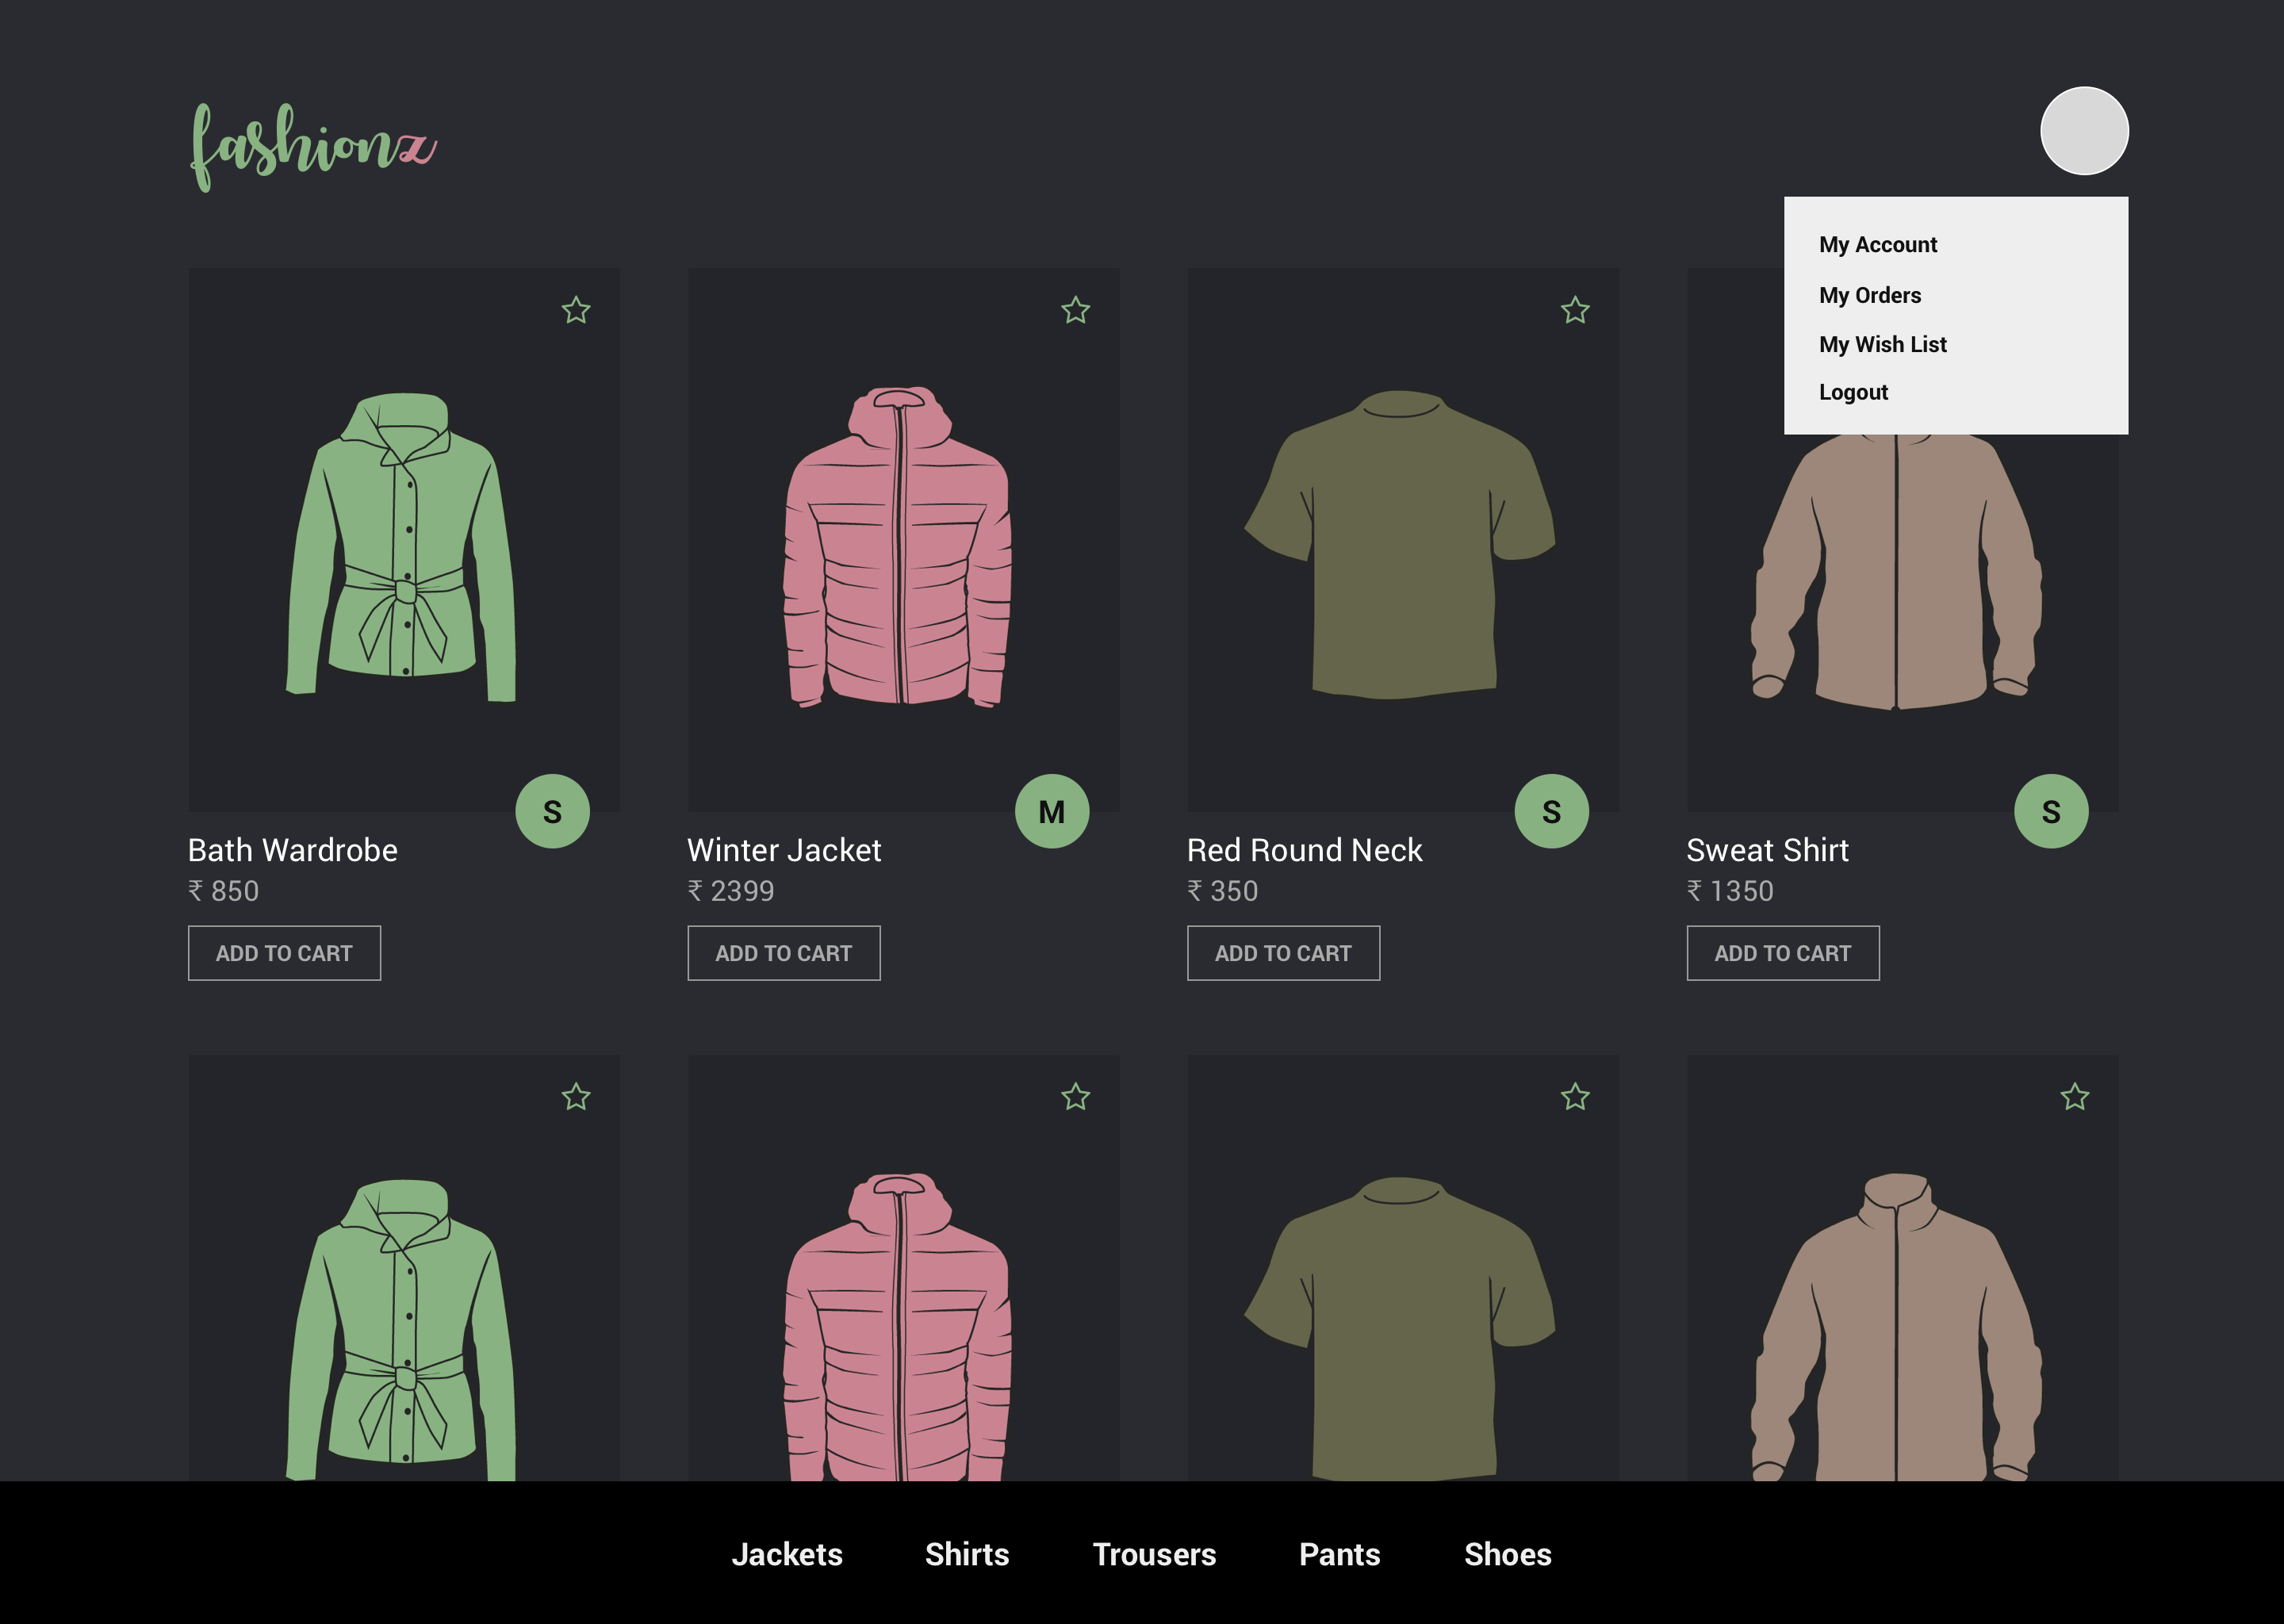 fashionz
My Account
My Orders
My Wish List
Logout
S
M
S
S
Bath Wardrobe
Winter Jacket
Red Round Neck
Sweat Shirt
₹ 850
₹ 2399
₹ 350
₹ 1350
ADD TO CART
ADD TO CART
ADD TO CART
ADD TO CART
Jackets
Shirts
Trousers
Pants
Shoes